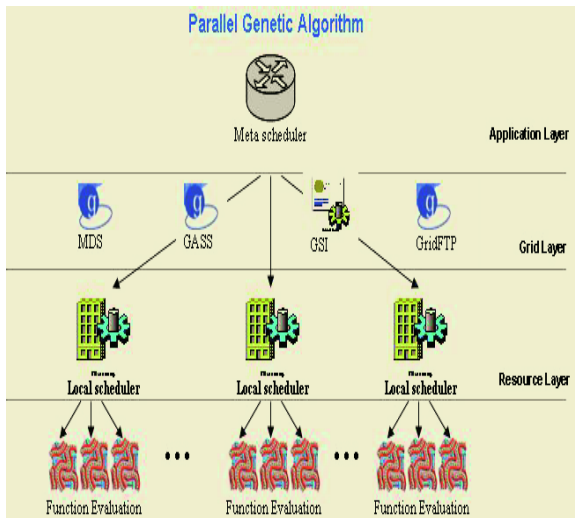 Parallel Genetic Algorithm
Meta scheduler
Application Layer
g g g
MDS GASS GSI GridFTP
Grid Layer
Local scheduler Local scheduler Local scheduler
Resource Layer
••• •••
Function Evaluation Function Evaluation Function Evaluation